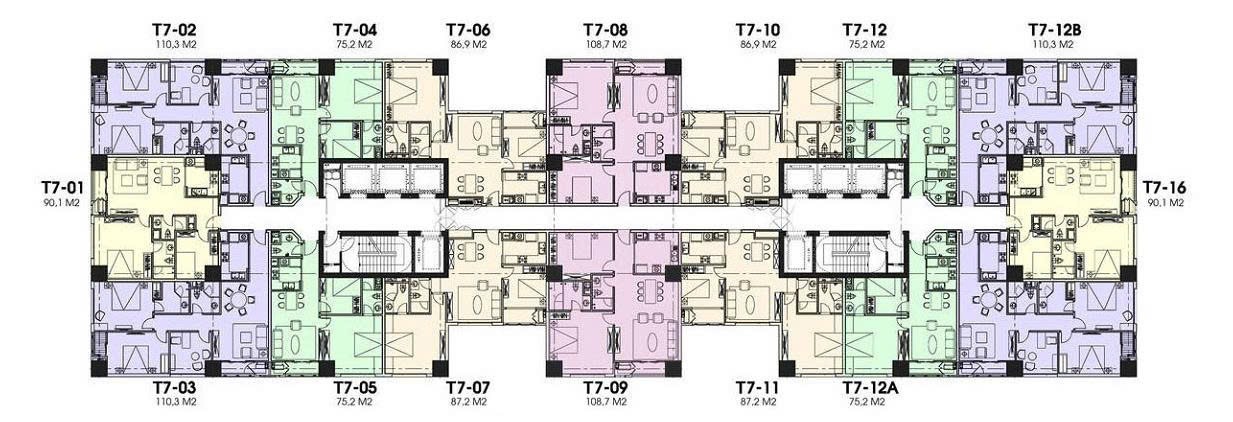 T7-02
110,3 M2
T7-04
75,2 M2
T7-06
86,9 M2
T7-08
108,7 M2
T7-10
86,9 M2
T7-12
75,2 M2
T7-12B
110,3 M2
T7-01
90,1 M2
T7-16
90,1 M2
T7-03
110,3 M2
T7-05
75,2 M2
T7-07
87,2 M2
T7-09
108,7 M2
T7-11
87,2 M2
T7-12A
75,2 M2